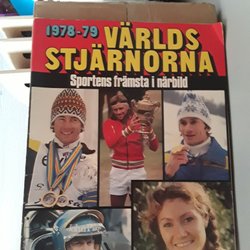 1978-79 VÄRLDS
STJÄRNORNA
Sportens främsta i närbild